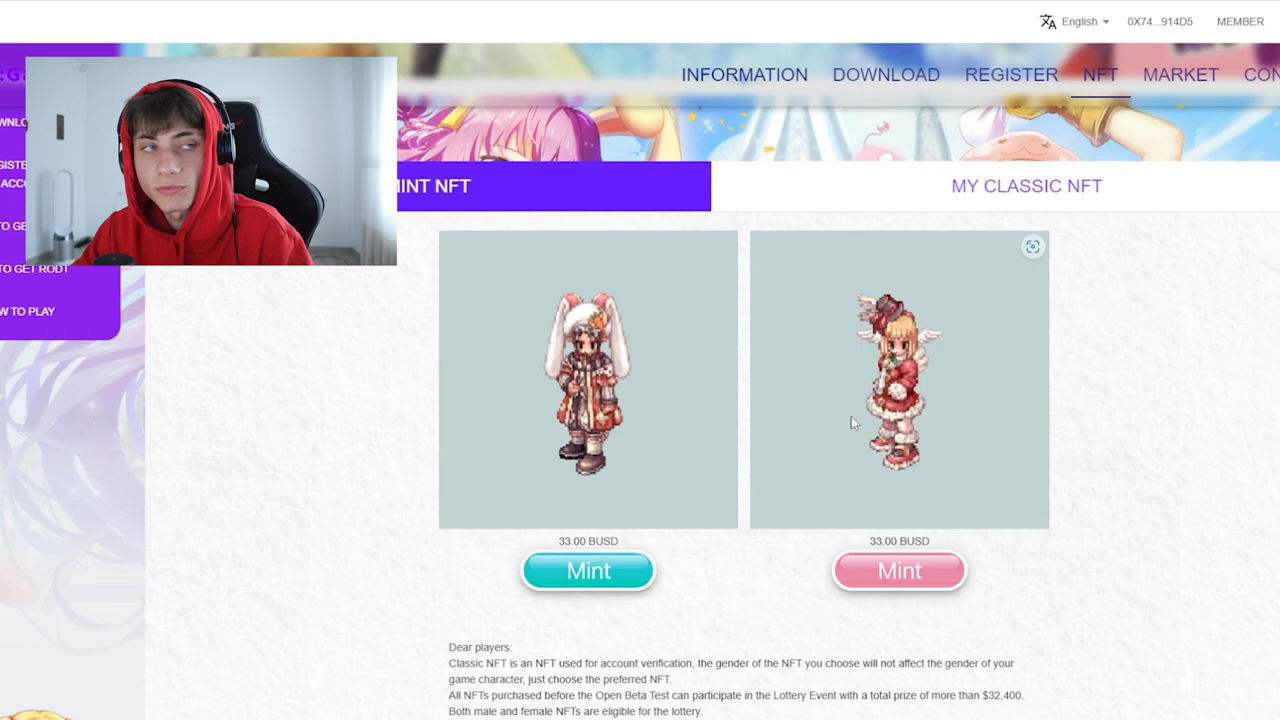 English
0X74...914D5
MEMBER
INFORMATION
DOWNLOAD
REGISTER
NFT
MARKET
TO GET RODT
TO PLAY
NFT
MY CLASSIC NFT
33.00 BUSD
33.00 BUSD
Mint
Mint
Dear players:
Classic NFT is an NFT used for account verification, the gender of the NFT you choose will not affect the gender of your
game character, just choose the preferred NFT.
All NFTs purchased before the Open Beta Test can participate in the Lottery Event with a total prize of more than $32,400.
Both male and female NFTs are eligible for the lottery.